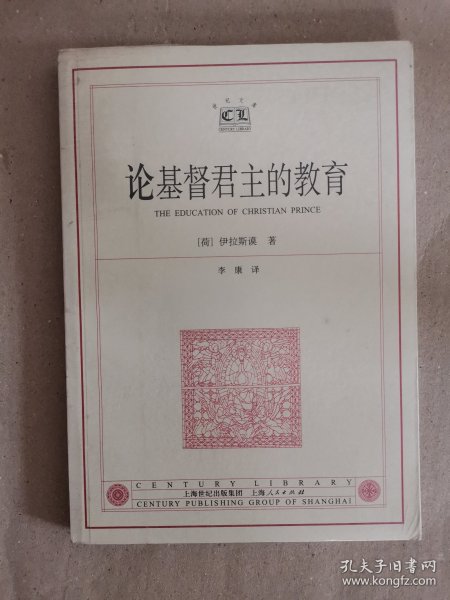 世纪文库
CL
CENTURY LIBRARY
论基督君主的教育
THE EDUCATION OF CHRISTIAN PRINCE
[荷] 伊拉斯谟 著
李康 译
CENTURY LIBRARY
上海世纪出版集团 上海人民出版社
CENTURY PUBLISHING GROUP OF SHANGHAI
孔夫子旧书网
www.kongfz.com